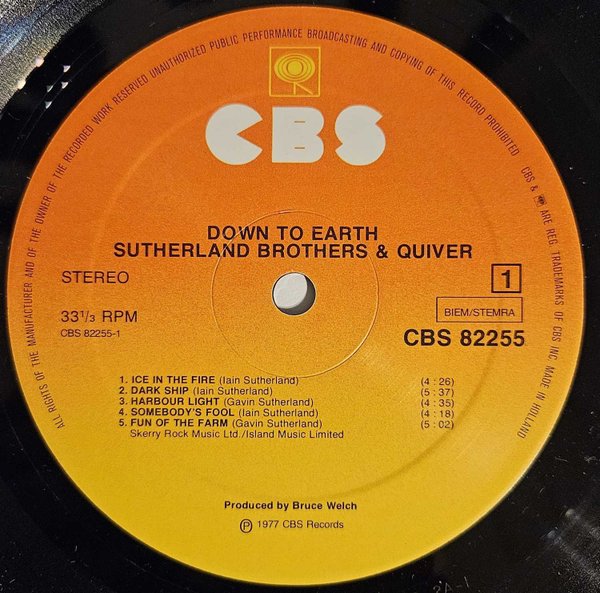 ALL RIGHTS OF THE MANUFACTURER AND OF THE OWNER OF THE RECORDED WORK RESERVED UNAUTHORIZED PUBLIC PERFORMANCE BROADCASTING AND COPYING OF THIS RECORD PROHIBITED. CBS & ARE REG. TRADEMARKS OF CBS INC. MADE IN HOLLAND
CBS
DOWN TO EARTH
SUTHERLAND BROTHERS & QUIVER
STEREO
1
33 1/3 RPM
BIEM/STEMRA
CBS 82255-1
CBS 82255
1. ICE IN THE FIRE (Iain Sutherland) (4 : 26)
2. DARK SHIP (Iain Sutherland) (5 : 37)
3. HARBOUR LIGHT (Gavin Sutherland) (4 : 35)
4. SOMEBODY'S FOOL (Iain Sutherland) (4 : 18)
5. FUN OF THE FARM (Gavin Sutherland) (5 : 02)
Skerry Rock Music Ltd./Island Music Limited
Produced by Bruce Welch
℗ 1977 CBS Records